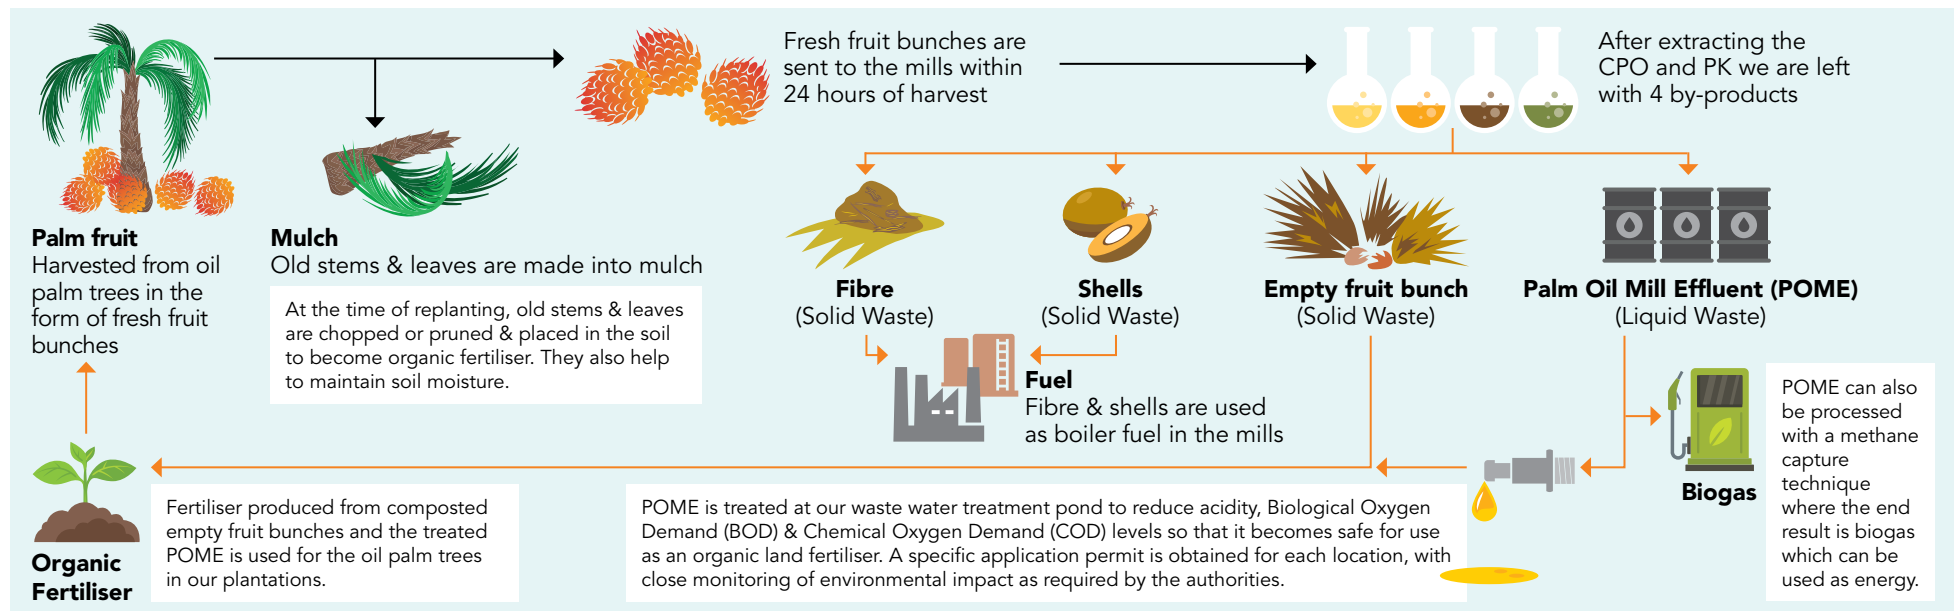 Fresh fruit bunches are
sent to the mills within
24 hours of harvest
After extracting the
CPO and PK we are left
with 4 by-products
Palm fruit
Harvested from oil
palm trees in the
form of fresh fruit
bunches
Mulch
Old stems & leaves are made into mulch
At the time of replanting, old stems & leaves
are chopped or pruned & placed in the soil
to become organic fertiliser. They also help
to maintain soil moisture.
Fibre
(Solid Waste)
Shells
(Solid Waste)
Empty fruit bunch
(Solid Waste)
Palm Oil Mill Effluent (POME)
(Liquid Waste)
Fuel
Fibre & shells are used
as boiler fuel in the mills
Biogas
POME can also
be processed
with a methane
capture
technique
where the end
result is biogas
which can be
used as energy.
Organic
Fertiliser
Fertiliser produced from composted
empty fruit bunches and the treated
POME is used for the oil palm trees
in our plantations.
POME is treated at our waste water treatment pond to reduce acidity, Biological Oxygen
Demand (BOD) & Chemical Oxygen Demand (COD) levels so that it becomes safe for use
as an organic land fertiliser. A specific application permit is obtained for each location, with
close monitoring of environmental impact as required by the authorities.